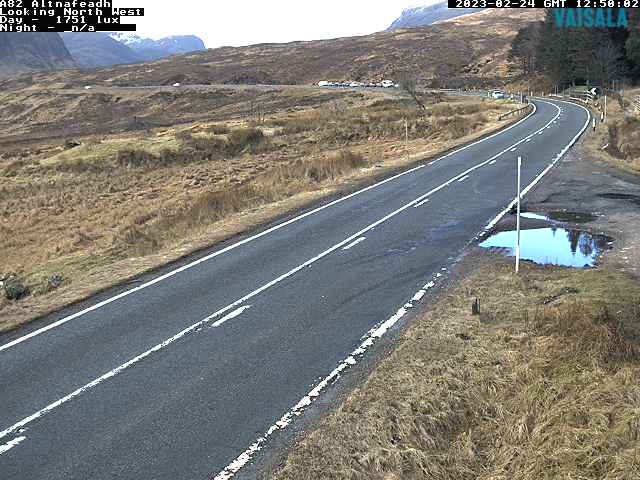 A82 Altnafeadh
Looking North West
Day - 1751 lux
Night - n/a
2023-02-24 GMT 12:50:02
VAISALA